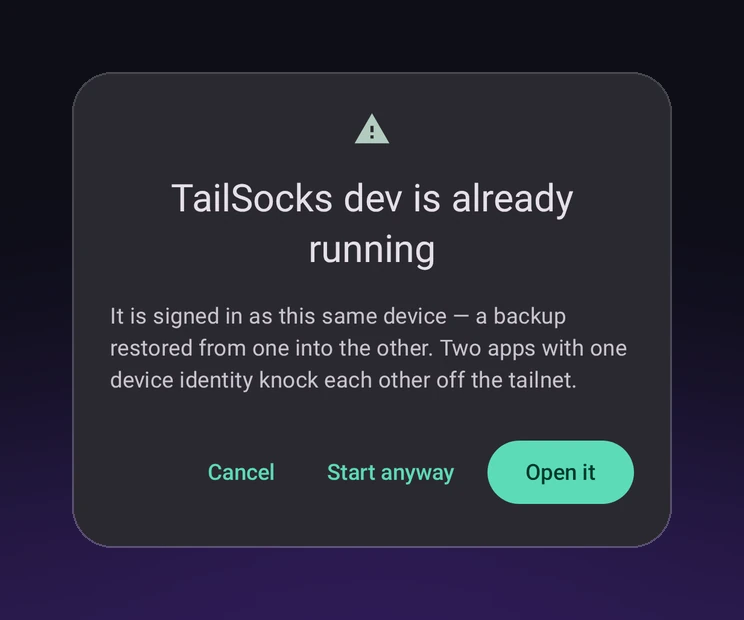 TailSocks dev is already
running
It is signed in as this same device — a backup
restored from one into the other. Two apps with one
device identity knock each other off the tailnet.
Cancel
Start anyway
Open it